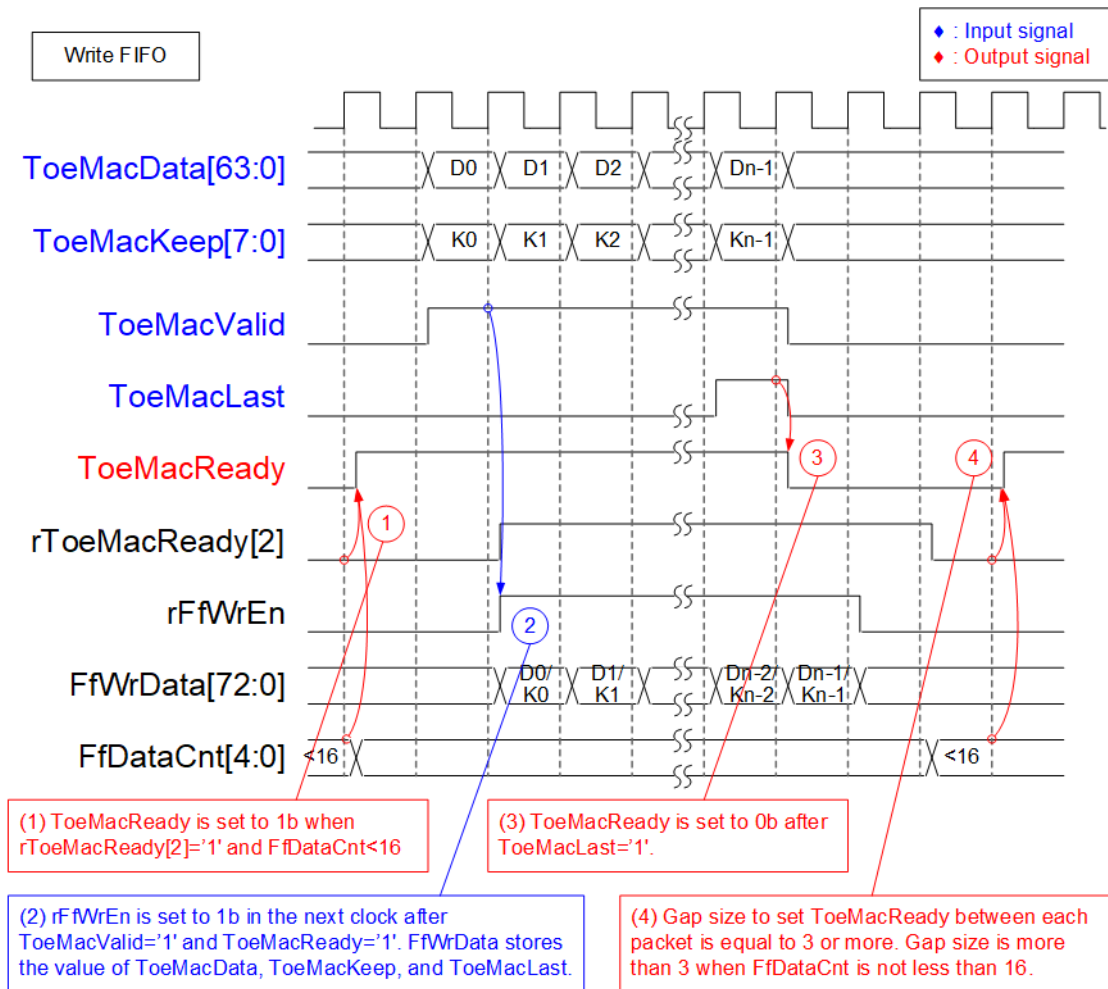 Write FIFO
♦ : Input signal
♦ : Output signal
ToeMacData[63:0]
D0 D1 D2 Dn-1
ToeMacKeep[7:0]
K0 K1 K2 Kn-1
ToeMacValid
ToeMacLast
ToeMacReady
3
4
rToeMacReady[2]
1
rFfWrEn
2
FfWrData[72:0]
D0/ D1/ Dn-2/ Dn-1/
K0 K1 Kn-2 Kn-1
FfDataCnt[4:0]
<16 <16
(1) ToeMacReady is set to 1b when
rToeMacReady[2]='1' and FfDataCnt<16
(3) ToeMacReady is set to 0b after
ToeMacLast='1'.
(2) rFfWrEn is set to 1b in the next clock after
ToeMacValid='1' and ToeMacReady='1'. FfWrData stores
the value of ToeMacData, ToeMacKeep, and ToeMacLast.
(4) Gap size to set ToeMacReady between each
packet is equal to 3 or more. Gap size is more
than 3 when FfDataCnt is not less than 16.